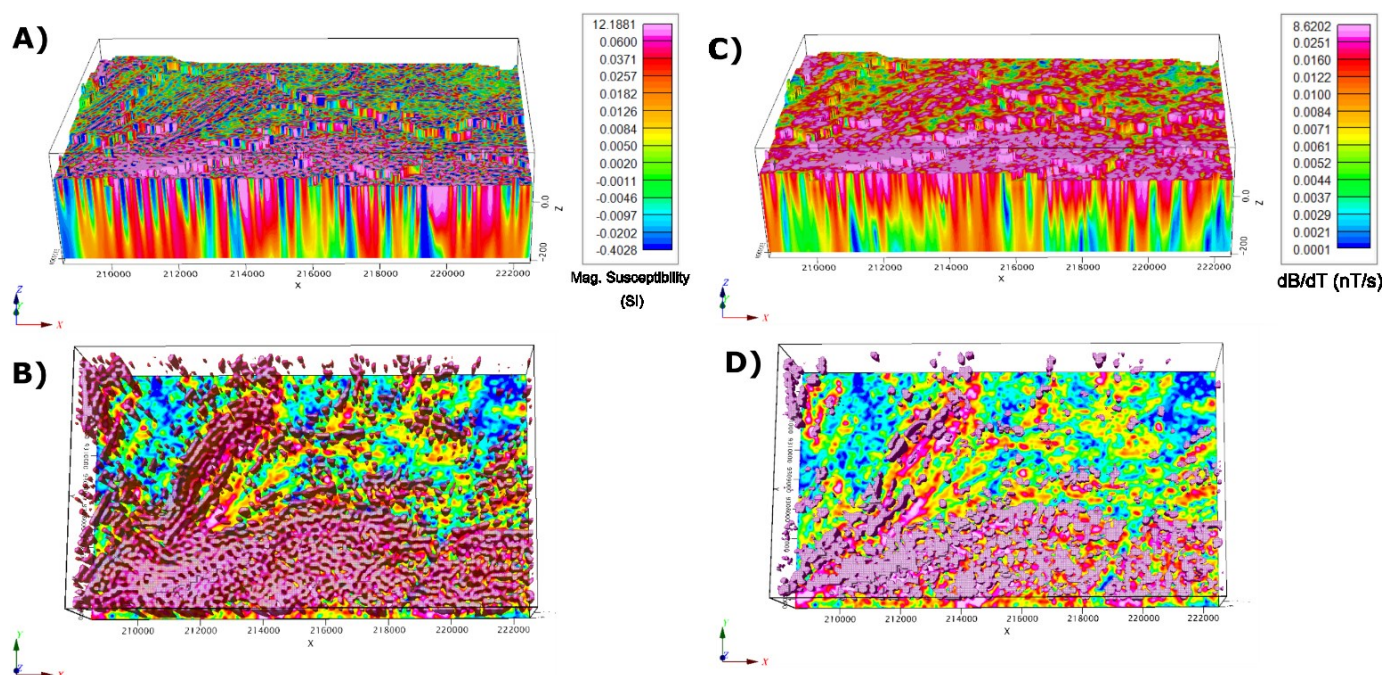 A)
12.1881
0.0600
0.0371
0.0257
0.0182
0.0126
0.0084
0.0050
0.0020
-0.0011
-0.0046
-0.0097
-0.0202
-0.4028
Mag. Susceptibility
(SI)
0.0
-200
Z
210000 212000 214000 216000 218000 220000 222000
X
Z
Y
X
C)
8.6202
0.0251
0.0160
0.0122
0.0100
0.0084
0.0071
0.0061
0.0052
0.0044
0.0037
0.0029
0.0021
0.0001
dB/dT (nT/s)
0.0
-200
Z
210000 212000 214000 216000 218000 220000 222000
X
Z
Y
X
B)
210000 212000 214000 216000 218000 220000 222000
X
Y
Z
X
D)
210000 212000 214000 216000 218000 220000 222000
X
Y
Z
X